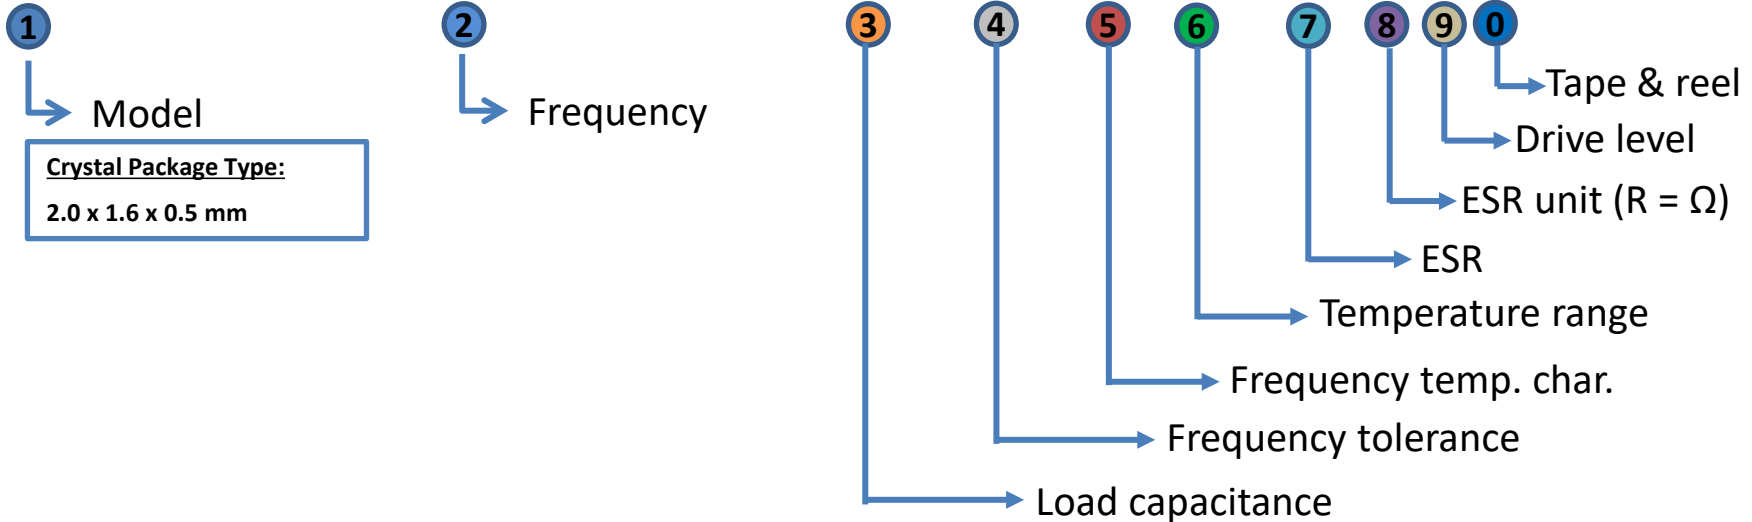 1 2 3 4 5 6 7 8 9 0
Tape & reel
Model
Frequency
Drive level
Crystal Package Type:
2.0 x 1.6 x 0.5 mm
ESR unit (R = Ω)
ESR
Temperature range
Frequency temp. char.
Frequency tolerance
Load capacitance